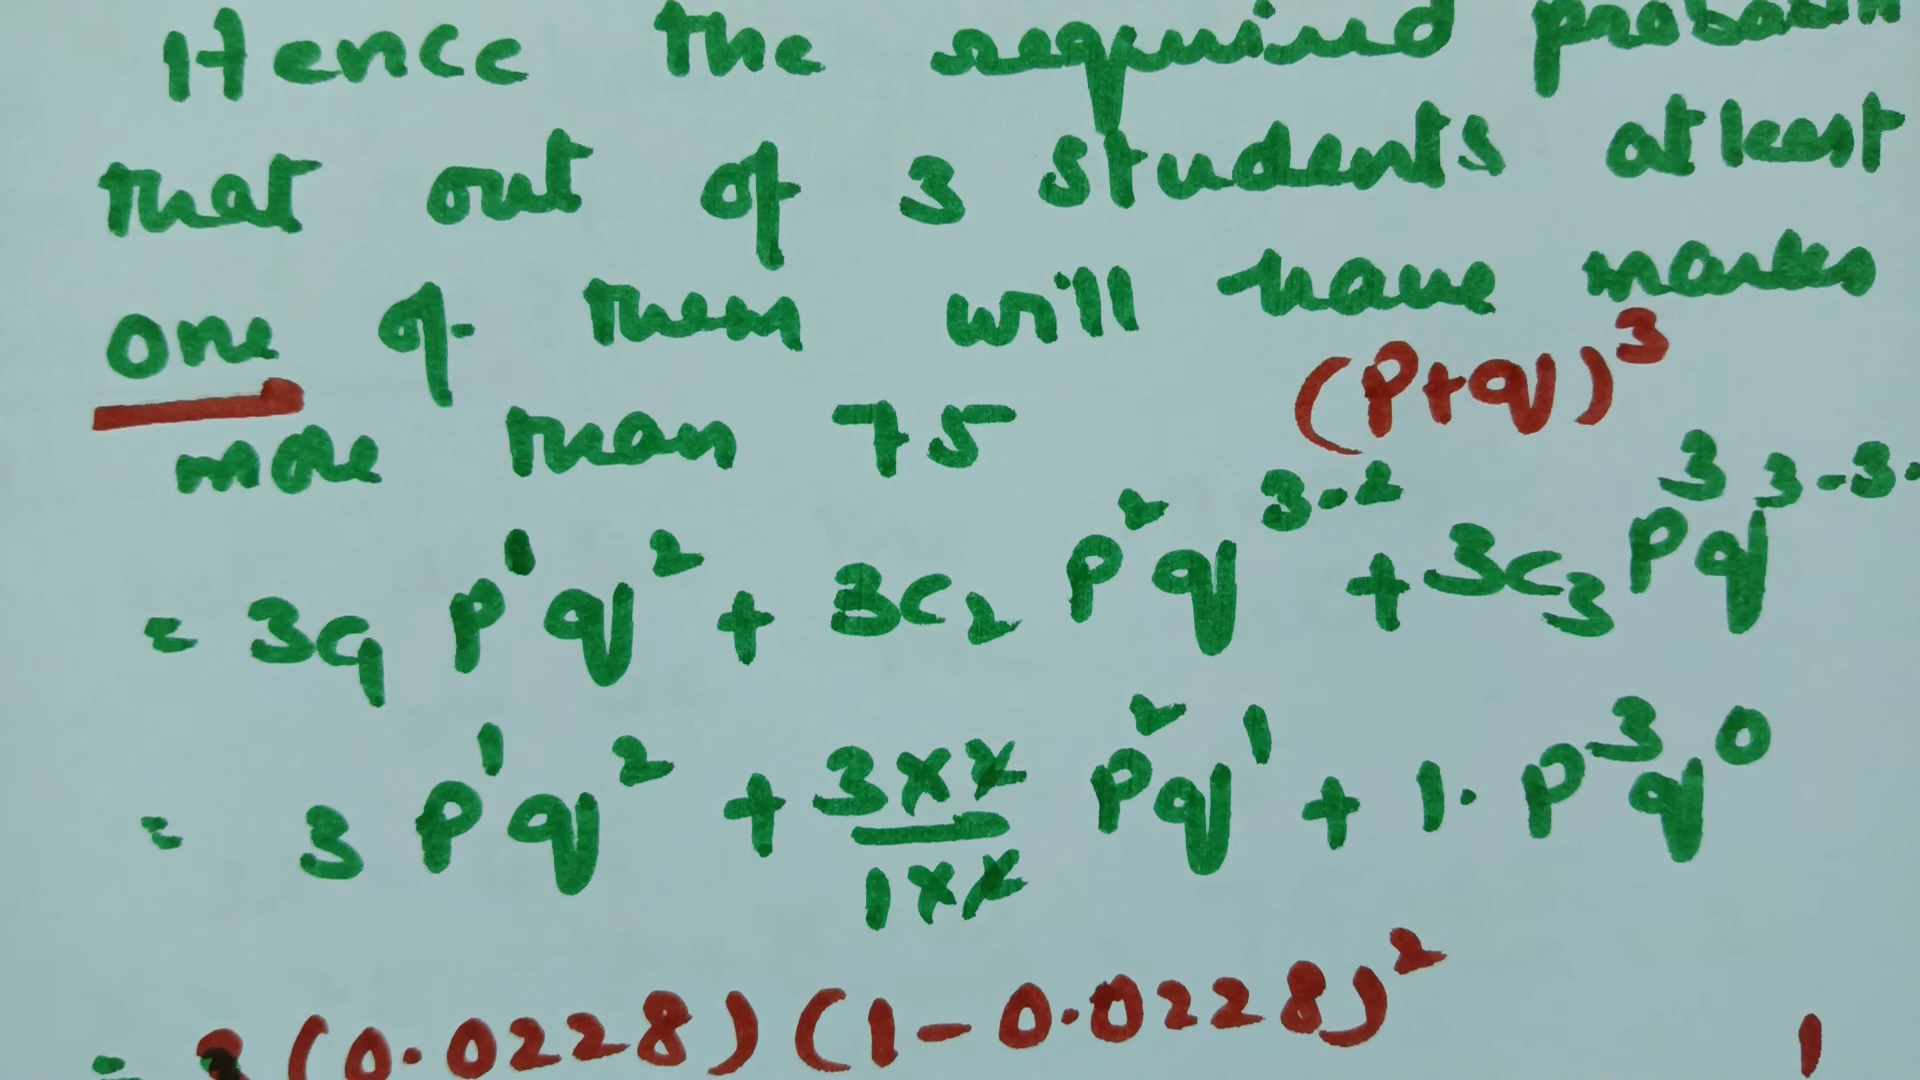 Hence the required probabili
that out of 3 students atleast
one of them will have marks
more than 75 (P+q)³
= 3c₁ p¹q² + 3c₂ p²q³⁻² + 3c₃ p³q³⁻³
= 3 p¹q² + 3×2/1×2 p²q¹ + 1. p³q⁰
= 3(0.0228)(1-0.0228)²